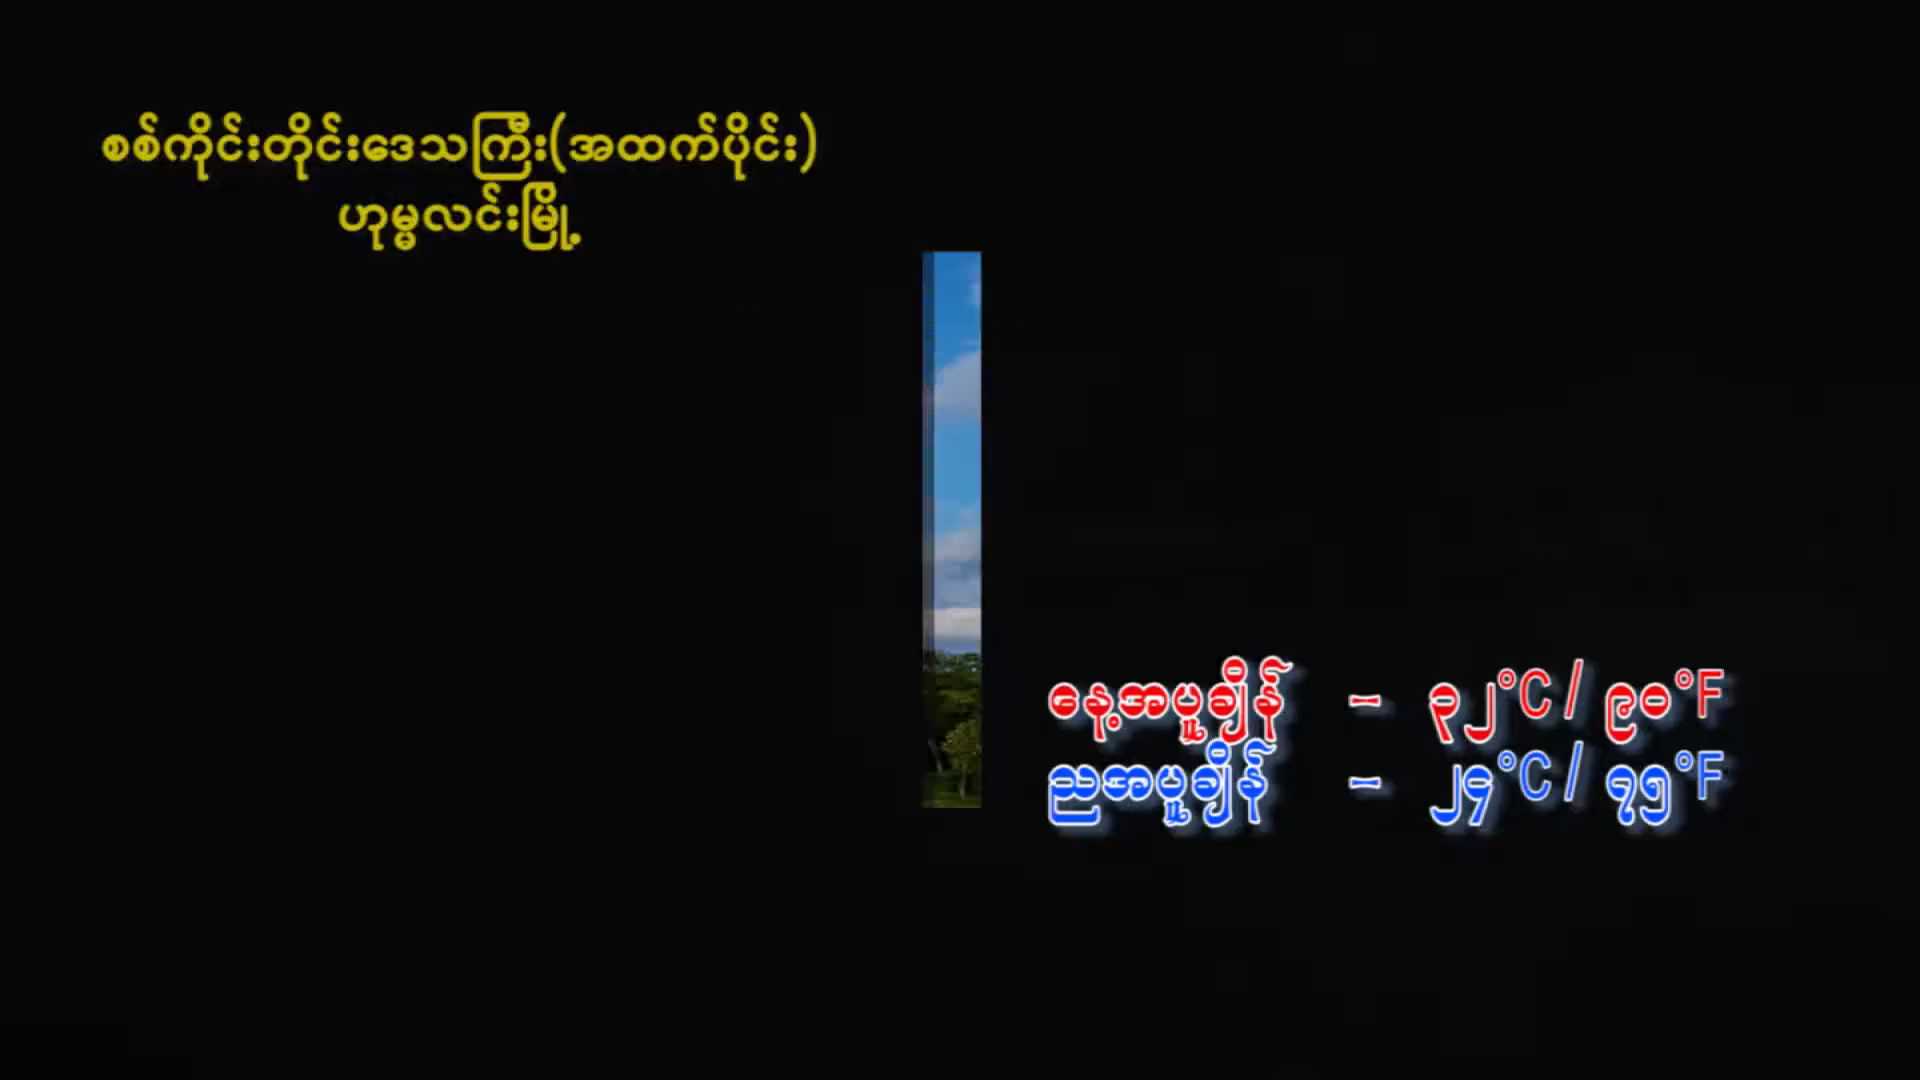 စစ်ကိုင်းတိုင်းဒေသကြီး(အထက်ပိုင်း)
ဟုမ္မလင်းမြို့
နေ့အပူချိန် - ၃၂°C / ၉၀°F
ညအပူချိန် - ၂၄°C / ၇၅°F